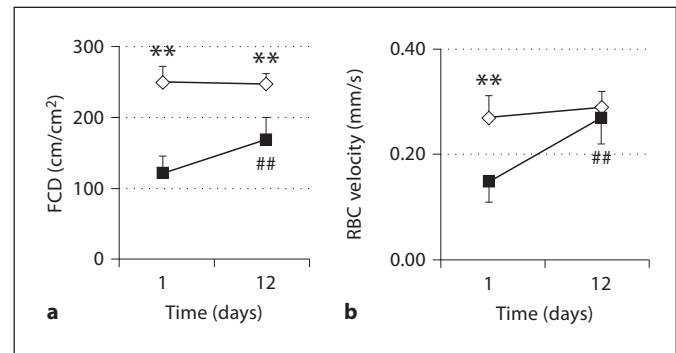 300
200
100
0
FCD (cm/cm²)
**
**
##
1
12
Time (days)
a
0.40
0.20
0.00
RBC velocity (mm/s)
**
##
1
12
Time (days)
b